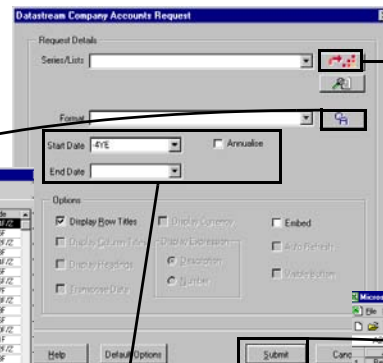 Datastream Company Accounts Request
Request Details
Series/Lists
Format
Start Date -4YE Annualise
End Date
Options
Display Row Titles Display Currency Embed
Display Column Titles Display Expression Auto Refresh
Display Headings Description Visible Button
Transpose Data Number
Help Default Options Submit Canc
Micros
File